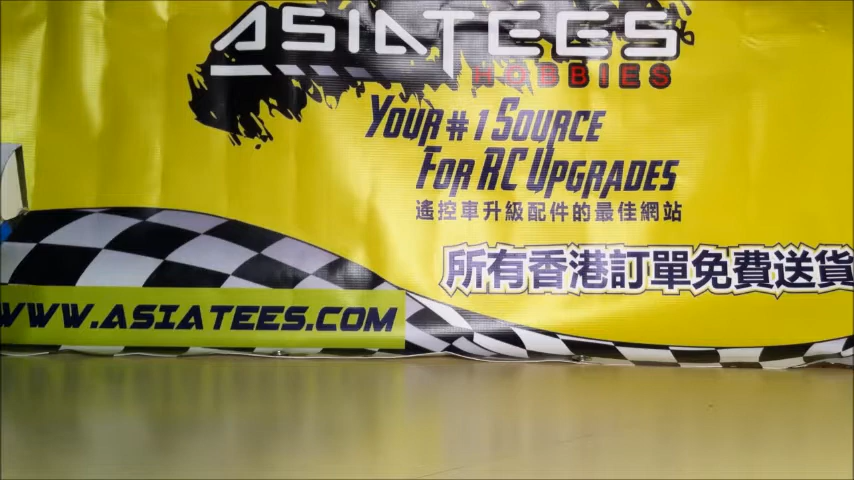 ASIATEES
HOBBIES
YOUR #1 SOURCE
FOR RC UPGRADES
遙控車升級配件的最佳網站
所有香港訂單免費送貨
WWW.ASIATEES.COM